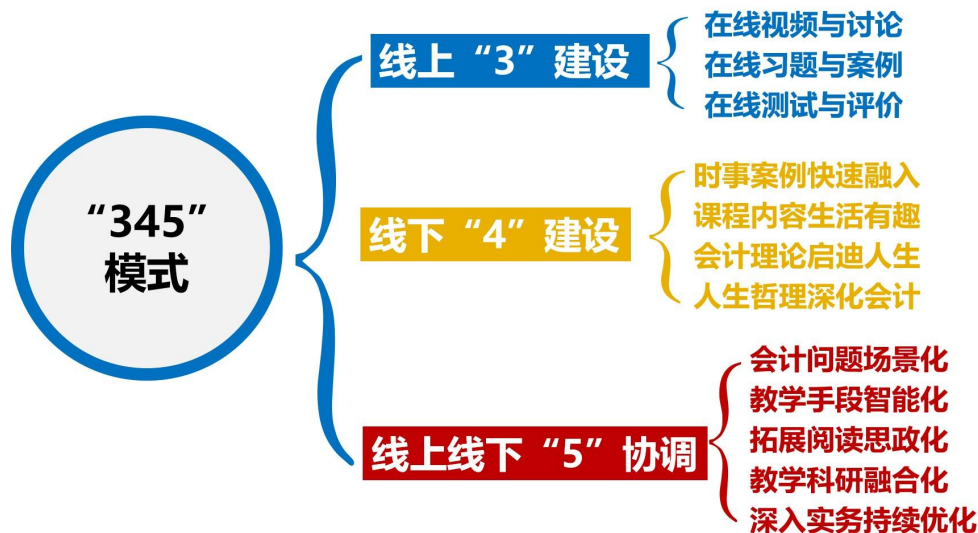 “345”
模式
线上“3”建设
在线视频与讨论
在线习题与案例
在线测试与评价
线下“4”建设
时事案例快速融入
课程内容生活有趣
会计理论启迪人生
人生哲理深化会计
线上线下“5”协调
会计问题场景化
教学手段智能化
拓展阅读思政化
教学科研融合化
深入实务持续优化